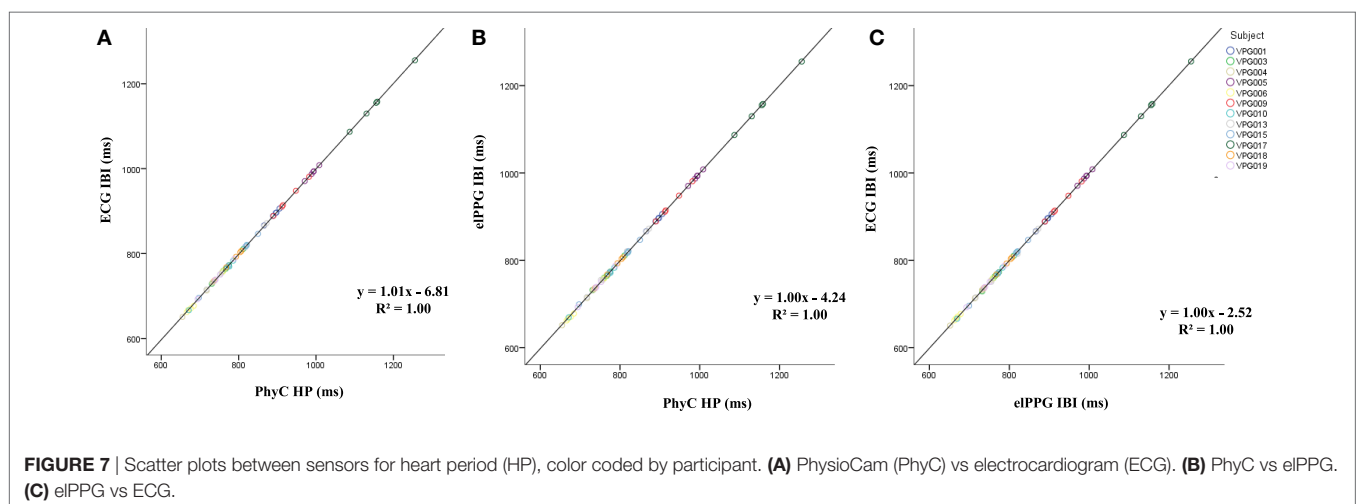 A
ECG IBI (ms)
1200
1000
800
600
600 800 1000 1200
PhyC HP (ms)
y = 1.01x - 6.81
R² = 1.00
B
elPPG IBI (ms)
1200
1000
800
600
600 800 1000 1200
PhyC HP (ms)
y = 1.00x - 4.24
R² = 1.00
C
ECG IBI (ms)
1200
1000
800
600
600 800 1000 1200
elPPG IBI (ms)
y = 1.00x - 2.52
R² = 1.00
Subject
VPG001
VPG003
VPG004
VPG005
VPG006
VPG009
VPG010
VPG013
VPG015
VPG017
VPG018
VPG019
FIGURE 7 | Scatter plots between sensors for heart period (HP), color coded by participant. (A) PhysioCam (PhyC) vs electrocardiogram (ECG). (B) PhyC vs elPPG.
(C) elPPG vs ECG.